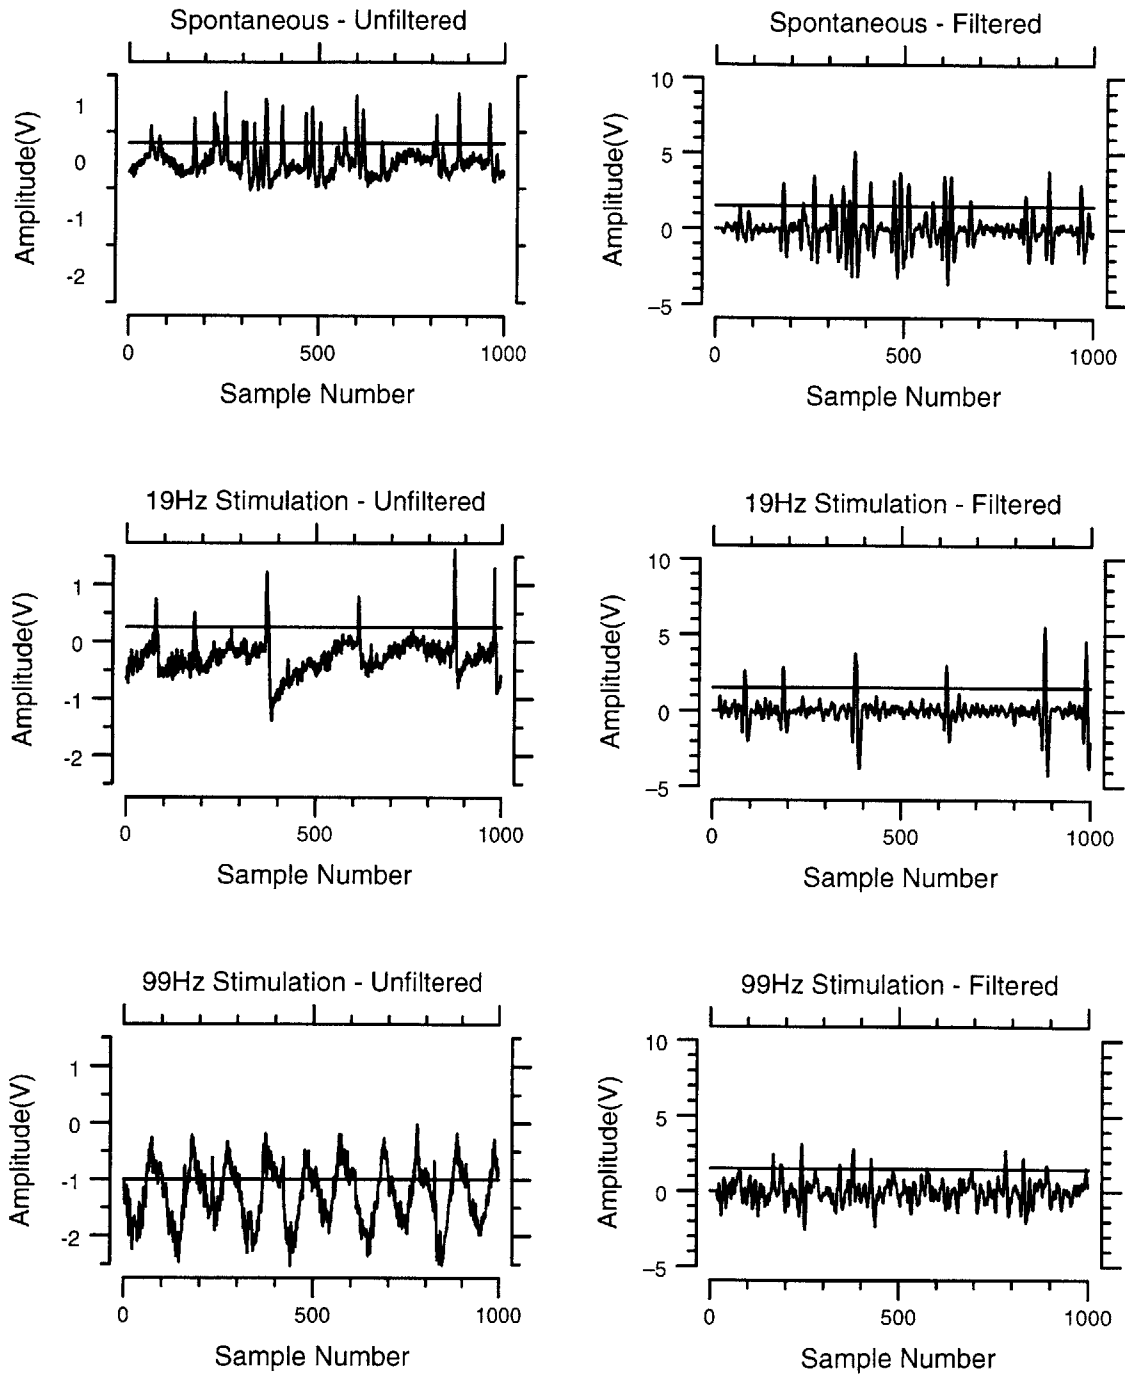 Spontaneous - Unfiltered
Amplitude(V)
1
0
-1
-2
0 500 1000
Sample Number
Spontaneous - Filtered
Amplitude(V)
10
5
0
–5
0 500 1000
Sample Number
19Hz Stimulation - Unfiltered
Amplitude(V)
1
0
-1
-2
0 500 1000
Sample Number
19Hz Stimulation - Filtered
Amplitude(V)
10
5
0
–5
0 500 1000
Sample Number
99Hz Stimulation - Unfiltered
Amplitude(V)
1
0
-1
-2
0 500 1000
Sample Number
99Hz Stimulation - Filtered
Amplitude(V)
10
5
0
–5
0 500 1000
Sample Number